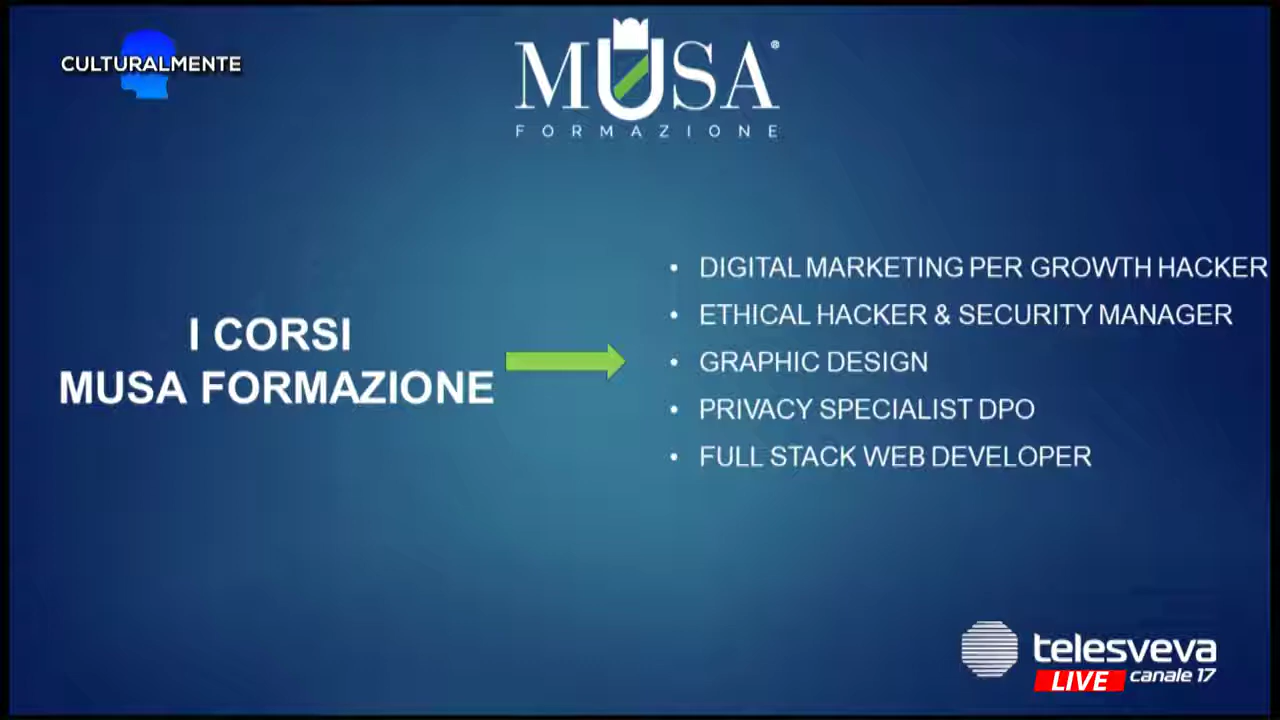 CULTURALMENTE
MUSA®
FORMAZIONE
I CORSI
MUSA FORMAZIONE
• DIGITAL MARKETING PER GROWTH HACKER
• ETHICAL HACKER & SECURITY MANAGER
• GRAPHIC DESIGN
• PRIVACY SPECIALIST DPO
• FULL STACK WEB DEVELOPER
telesveva
LIVE canale 17